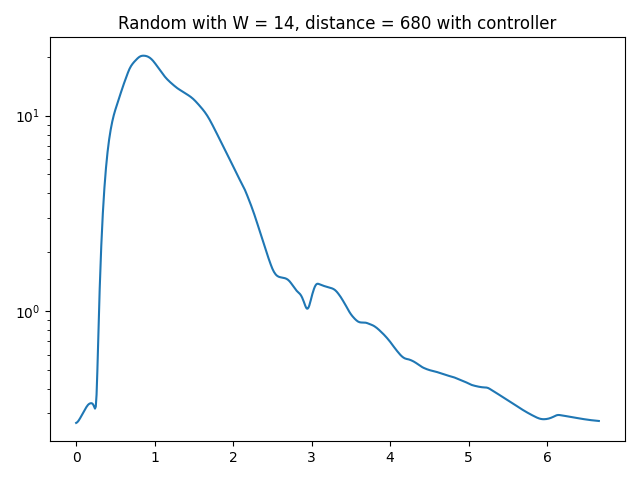 Random with W = 14, distance = 680 with controller
10¹
10⁰
0 1 2 3 4 5 6